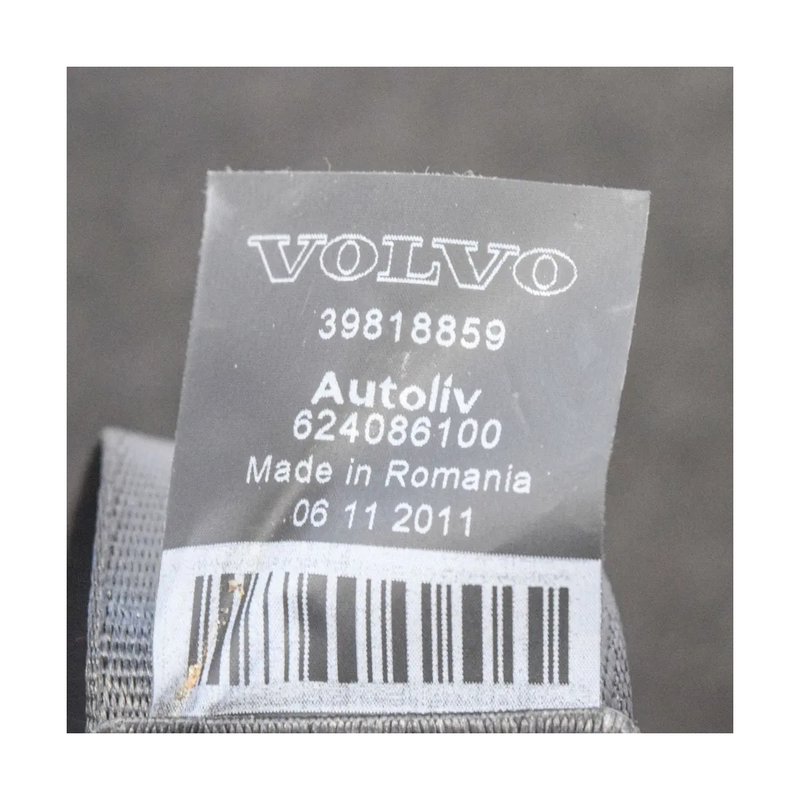 VOLVO
39818859
Autoliv
624086100
Made in Romania
06 11 2011